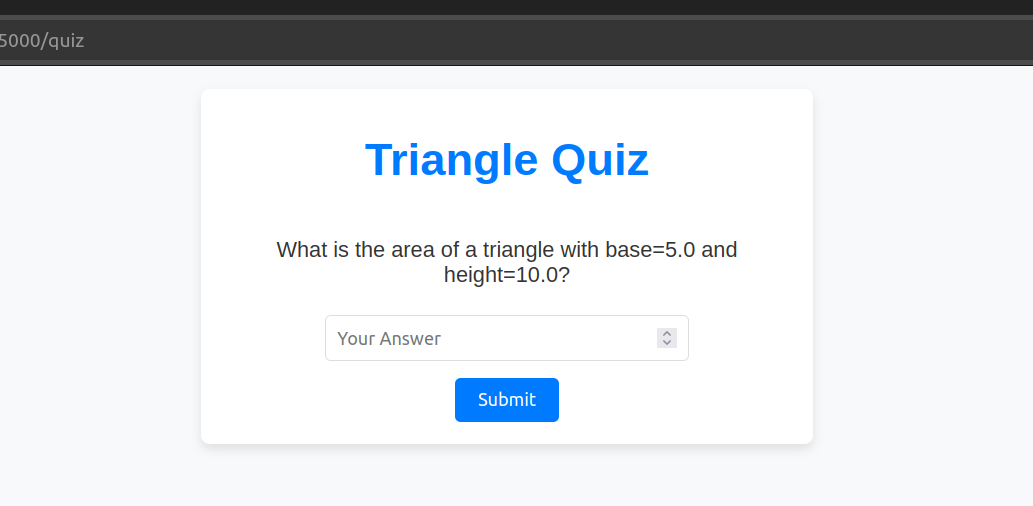 5000/quiz
Triangle Quiz
What is the area of a triangle with base=5.0 and
height=10.0?
Your Answer
Submit